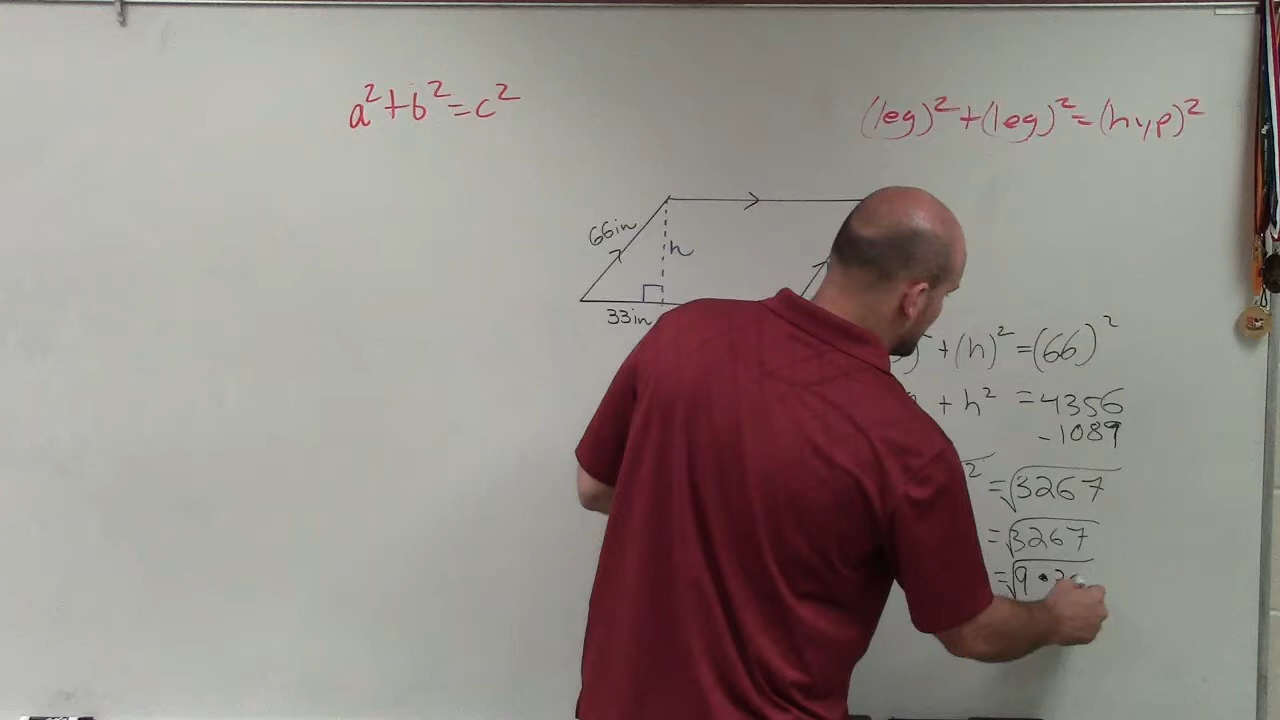 a²+b²=c²
(leg)²+(leg)²=(hyp)²
66in
h
33in
+(h)²=(66)²
+h²=4356
-1089
²=√3267
=√3267
=√9•